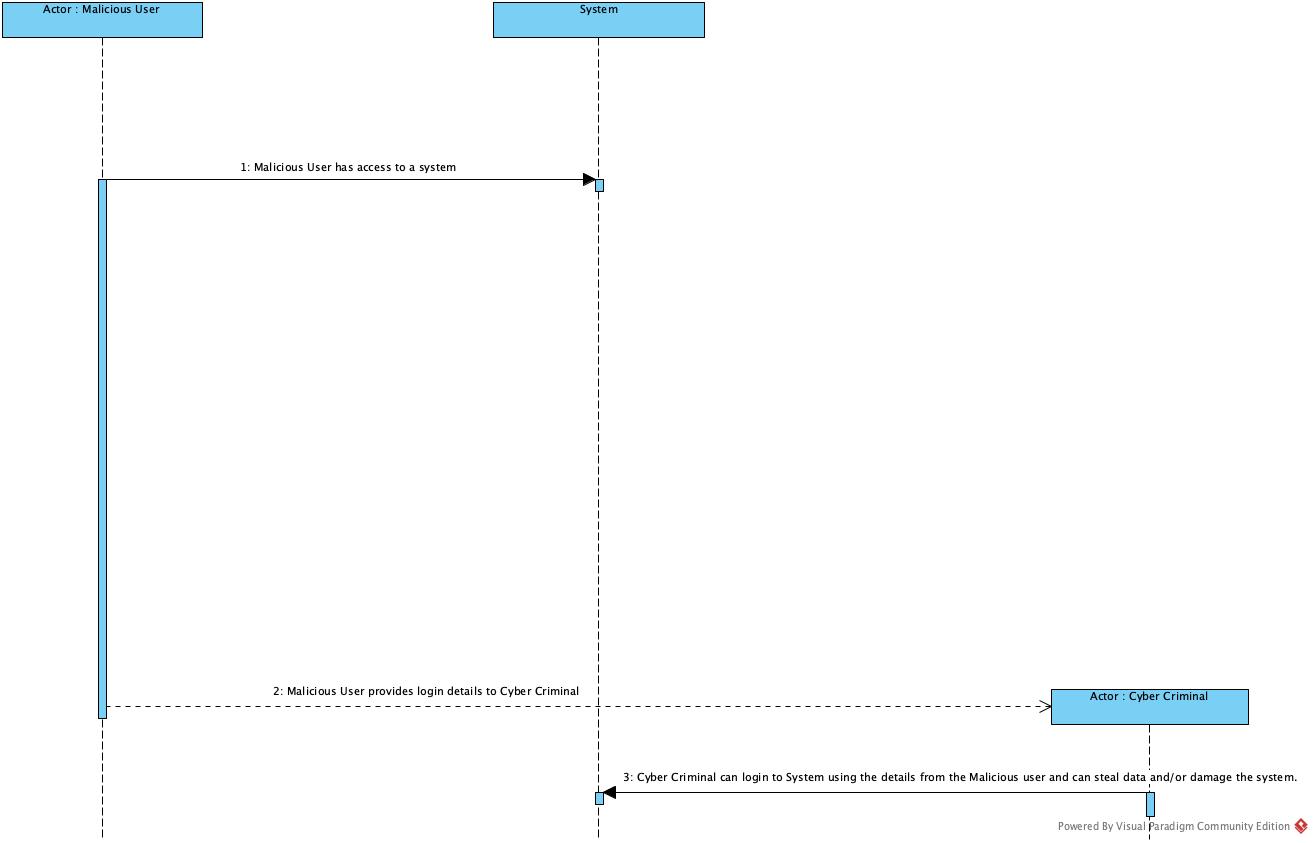 Actor : Malicious User
System
1: Malicious User has access to a system
2: Malicious User provides login details to Cyber Criminal
Actor : Cyber Criminal
3: Cyber Criminal can login to System using the details from the Malicious user and can steal data and/or damage the system.
Powered By Visual Paradigm Community Edition